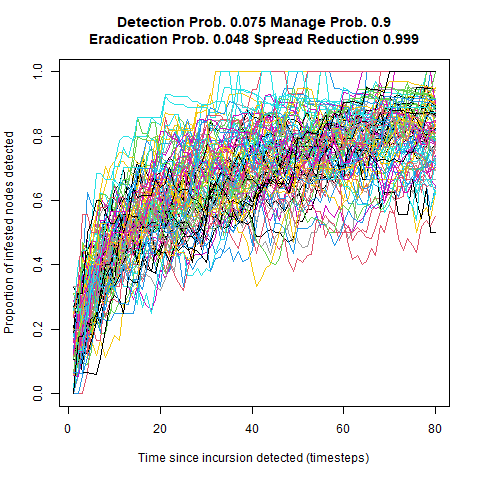 Detection Prob. 0.075 Manage Prob. 0.9
Eradication Prob. 0.048 Spread Reduction 0.999
Proportion of infested nodes detected
1.0
0.8
0.6
0.4
0.2
0.0
0 20 40 60 80
Time since incursion detected (timesteps)